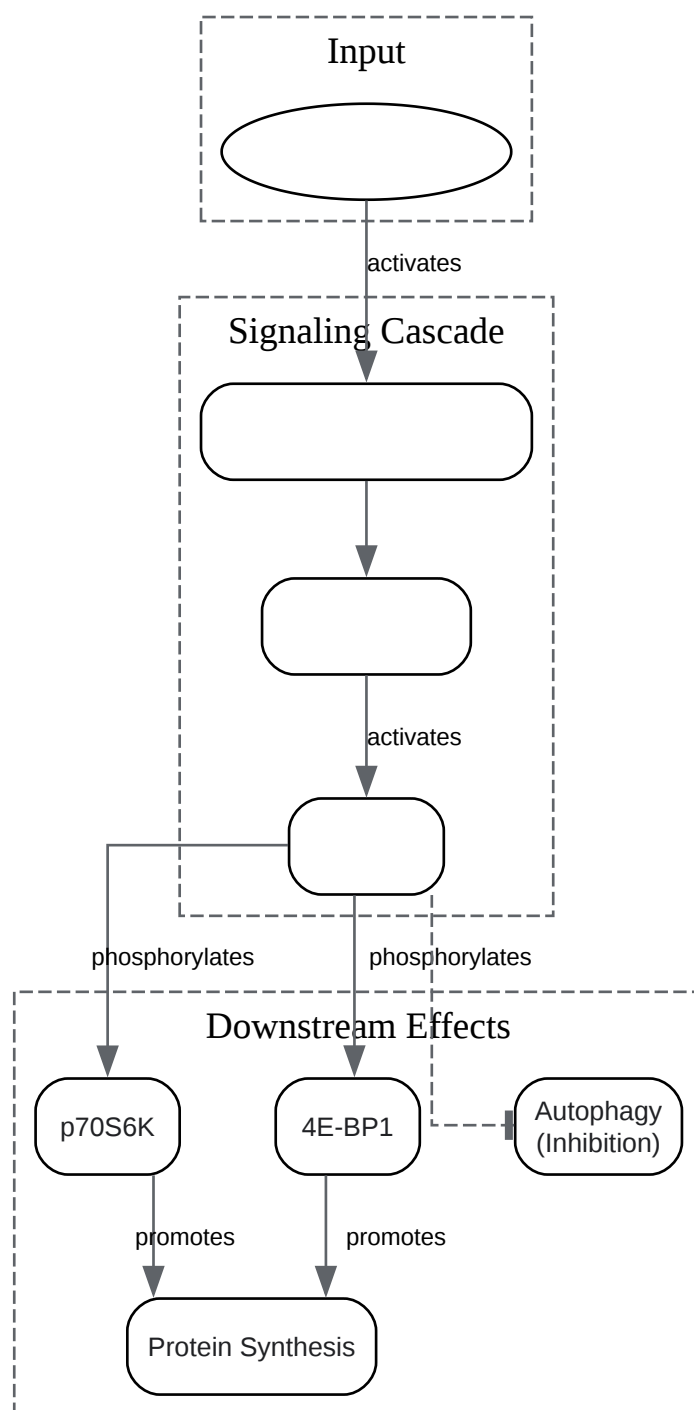 Input
activates
Signaling Cascade
activates
phosphorylates
phosphorylates
Downstream Effects
p70S6K
4E-BP1
Autophagy
(Inhibition)
promotes
promotes
Protein Synthesis